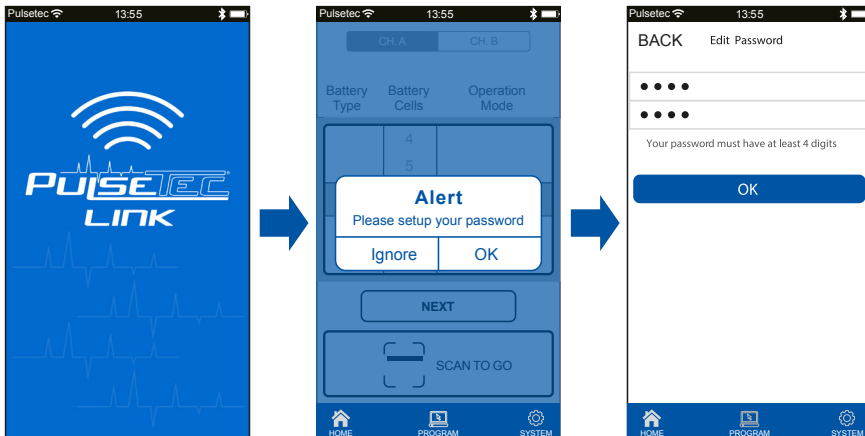 Pulsetec 13:55
PULSETEC
LINK
Pulsetec 13:55
CH. A CH. B
Battery Type Battery Cells Operation Mode
4
5
Alert
Please setup your password
Ignore OK
NEXT
SCAN TO GO
HOME PROGRAM SYSTEM
Pulsetec 13:55
BACK Edit Password
Your password must have at least 4 digits
OK
HOME PROGRAM SYSTEM